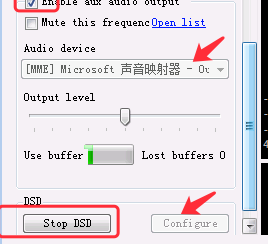 Enable aux audio output
Mute this frequenc Open list
Audio device
[MME] Microsoft 声音映射器 - Ou
Output level
Use buffer Lost buffers 0
DSD
Stop DSD Configure